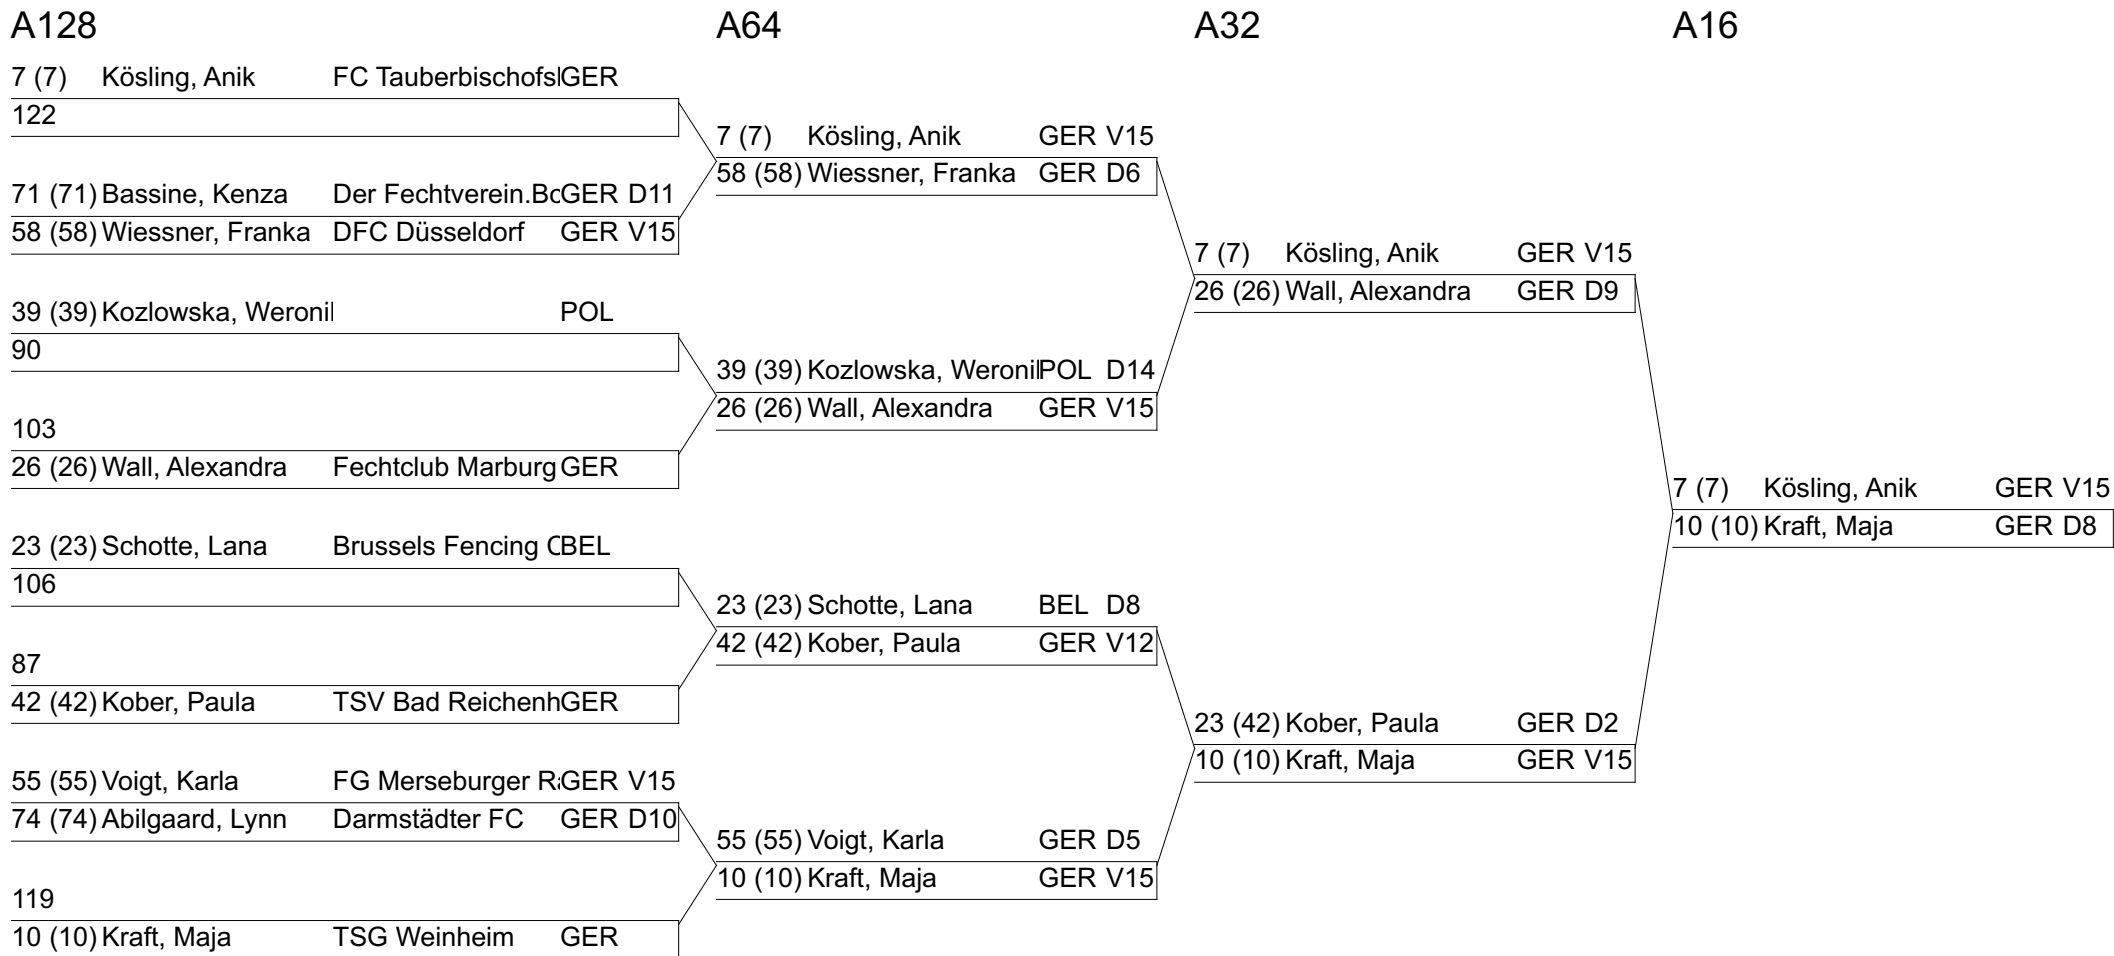 A128
A64
A32
A16
7 (7) Kösling, Anik FC Tauberbischofsl GER
122
71 (71) Bassine, Kenza Der Fechtverein.Bo GER D11
58 (58) Wiessner, Franka DFC Düsseldorf GER V15
39 (39) Kozlowska, Weronil POL
90
103
26 (26) Wall, Alexandra Fechtclub Marburg GER
23 (23) Schotte, Lana Brussels Fencing C BEL
106
87
42 (42) Kober, Paula TSV Bad Reichenh GER
55 (55) Voigt, Karla FG Merseburger Ra GER V15
74 (74) Abilgaard, Lynn Darmstädter FC GER D10
119
10 (10) Kraft, Maja TSG Weinheim GER
7 (7) Kösling, Anik GER V15
58 (58) Wiessner, Franka GER D6
39 (39) Kozlowska, Weronil POL D14
26 (26) Wall, Alexandra GER V15
23 (23) Schotte, Lana BEL D8
42 (42) Kober, Paula GER V12
55 (55) Voigt, Karla GER D5
10 (10) Kraft, Maja GER V15
7 (7) Kösling, Anik GER V15
26 (26) Wall, Alexandra GER D9
23 (42) Kober, Paula GER D2
10 (10) Kraft, Maja GER V15
7 (7) Kösling, Anik GER V15
10 (10) Kraft, Maja GER D8